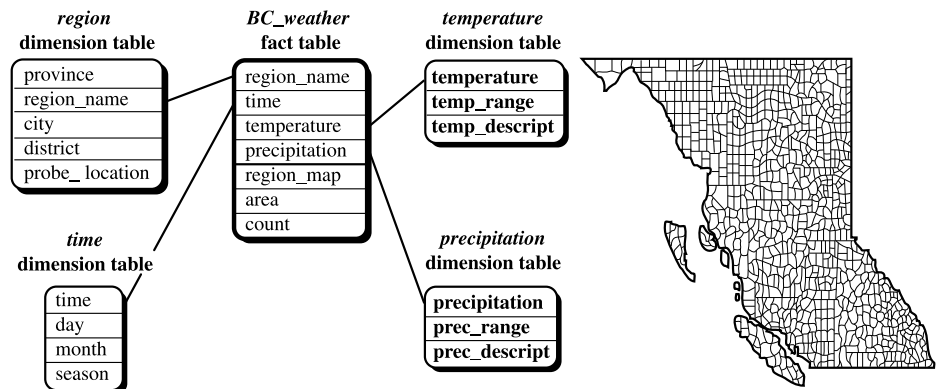 region
dimension table
province
region_name
city
district
probe_ location
time
dimension table
time
day
month
season
BC_weather
fact table
region_name
time
temperature
precipitation
region_map
area
count
temperature
dimension table
temperature
temp_range
temp_descript
precipitation
dimension table
precipitation
prec_range
prec_descript